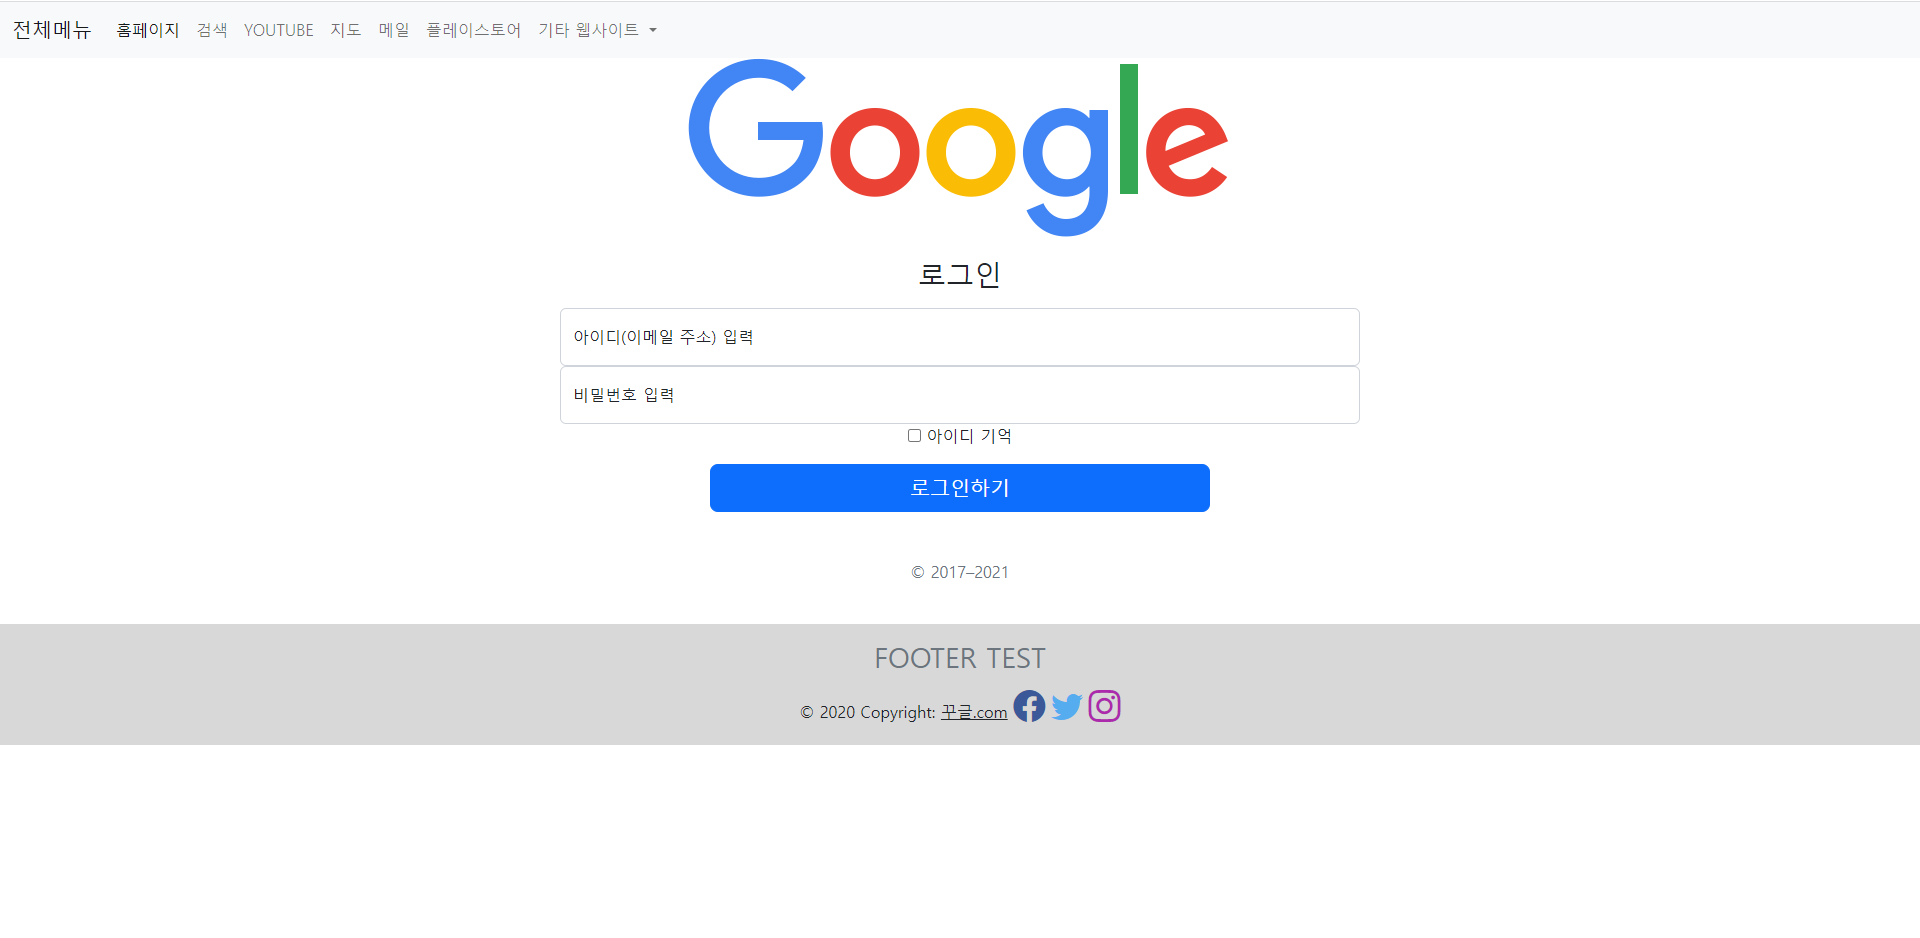 전체메뉴 홈페이지 검색 YOUTUBE 지도 메일 플레이스토어 기타 웹사이트
Google
로그인
아이디(이메일 주소) 입력
비밀번호 입력
아이디 기억
로그인하기
© 2017–2021
FOOTER TEST
© 2020 Copyright: 꾸글.com